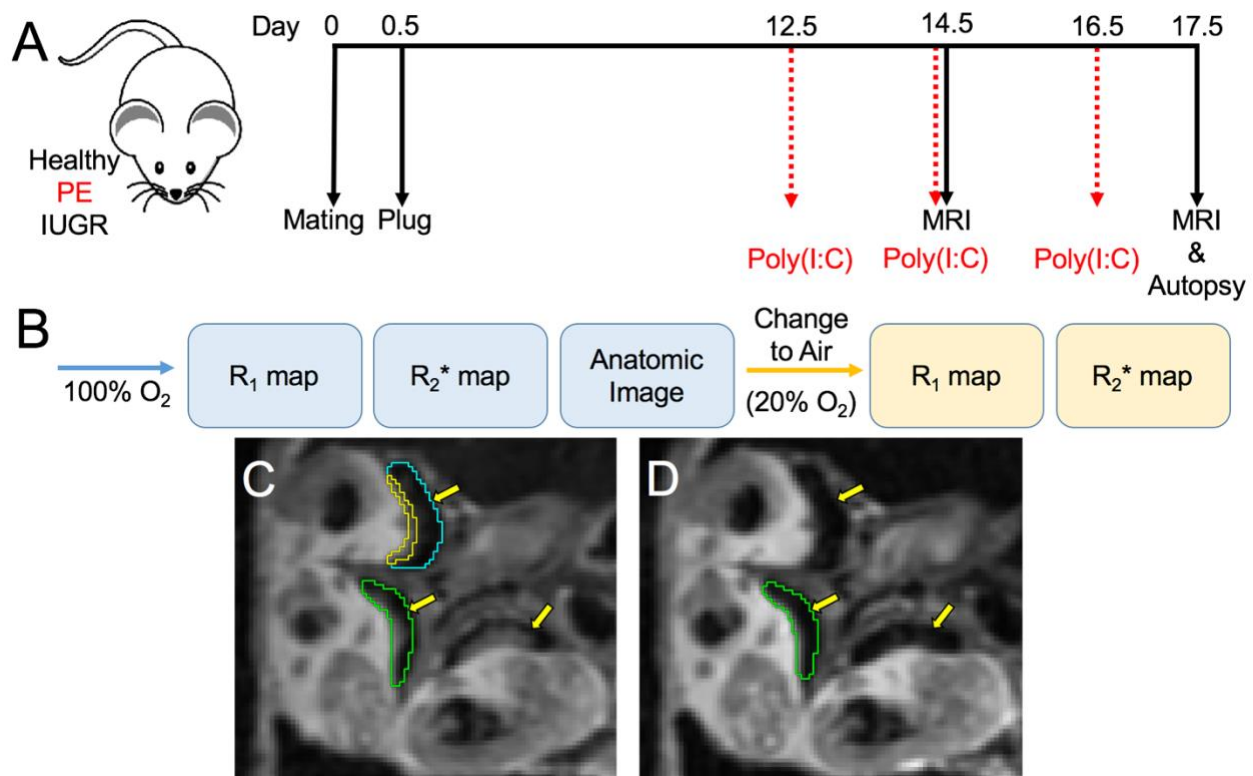 A
Day 0 0.5 12.5 14.5 16.5 17.5
Healthy
PE
IUGR
Mating Plug MRI MRI
& 
Autopsy
Poly(I:C) Poly(I:C) Poly(I:C)
B
100% O₂
R₁ map
R₂* map
Anatomic
Image
Change
to Air
(20% O₂)
R₁ map
R₂* map
C
D